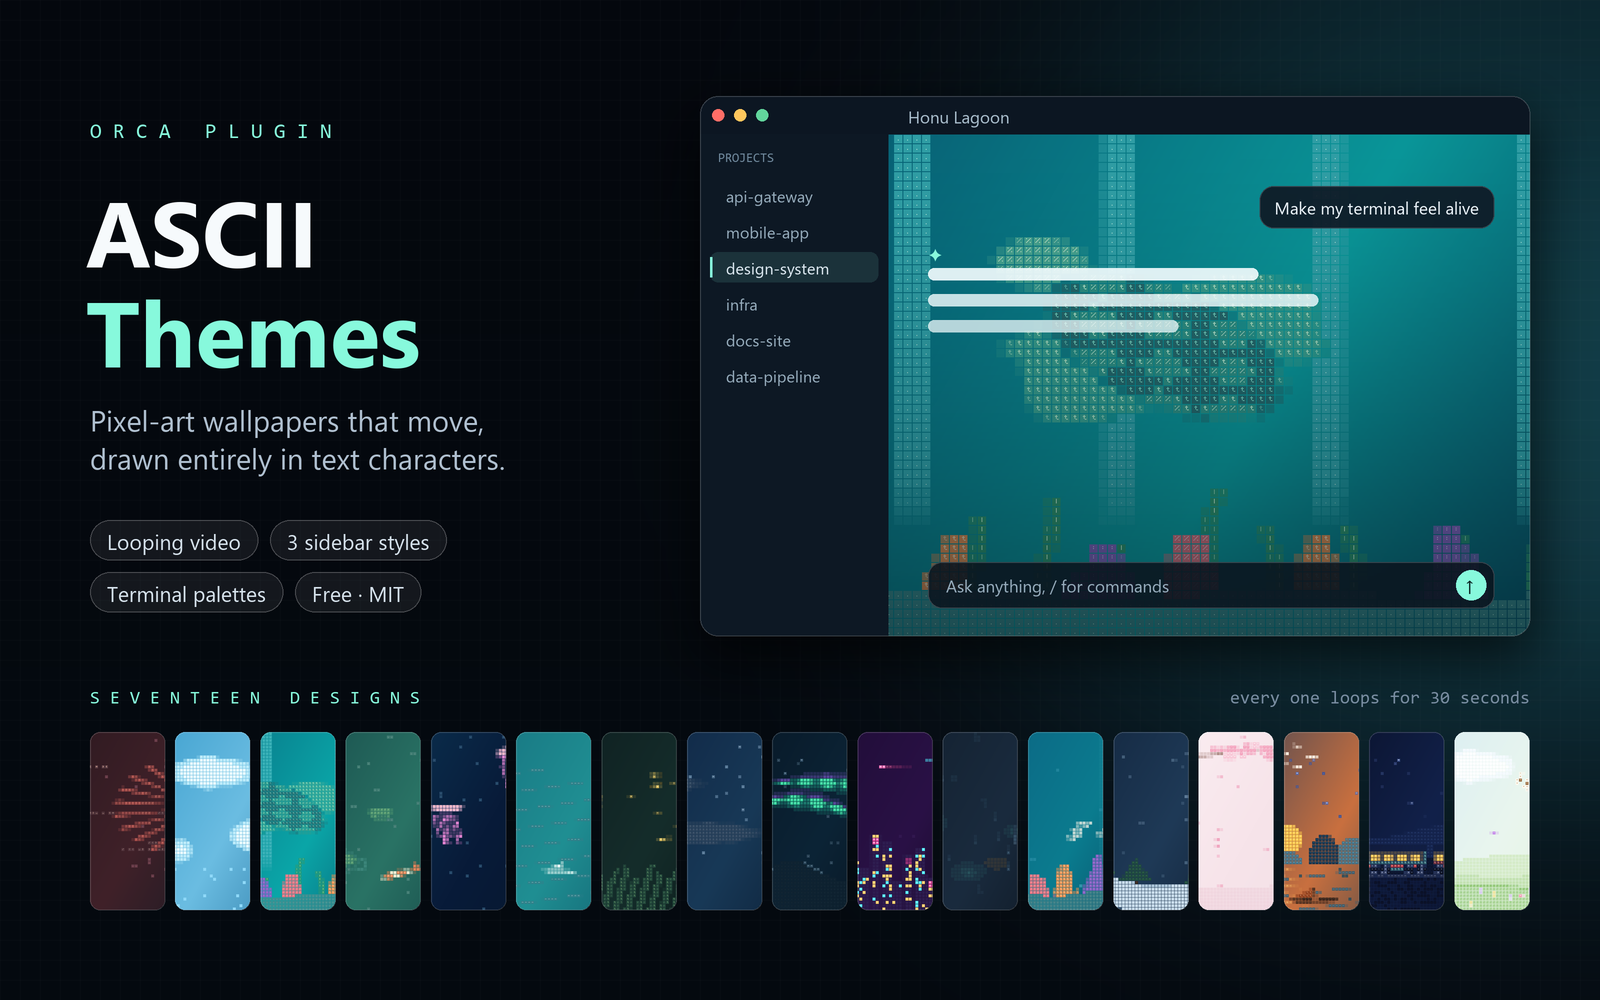 ORCA PLUGIN
ASCII
Themes
Pixel-art wallpapers that move,
drawn entirely in text characters.
Looping video
3 sidebar styles
Terminal palettes
Free · MIT
Honu Lagoon
PROJECTS
api-gateway
mobile-app
design-system
infra
docs-site
data-pipeline
Make my terminal feel alive
Ask anything, / for commands
↑
SEVENTEEN DESIGNS
every one loops for 30 seconds